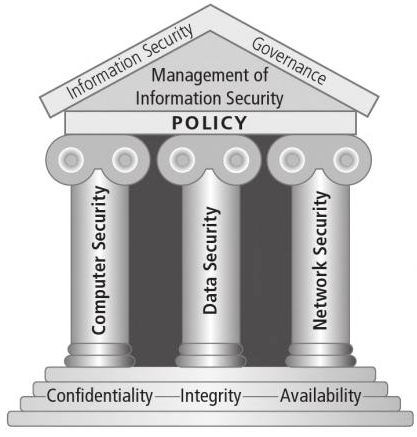 Information Security
Governance
Management of
Information Security
POLICY
Computer Security
Data Security
Network Security
Confidentiality—Integrity—Availability